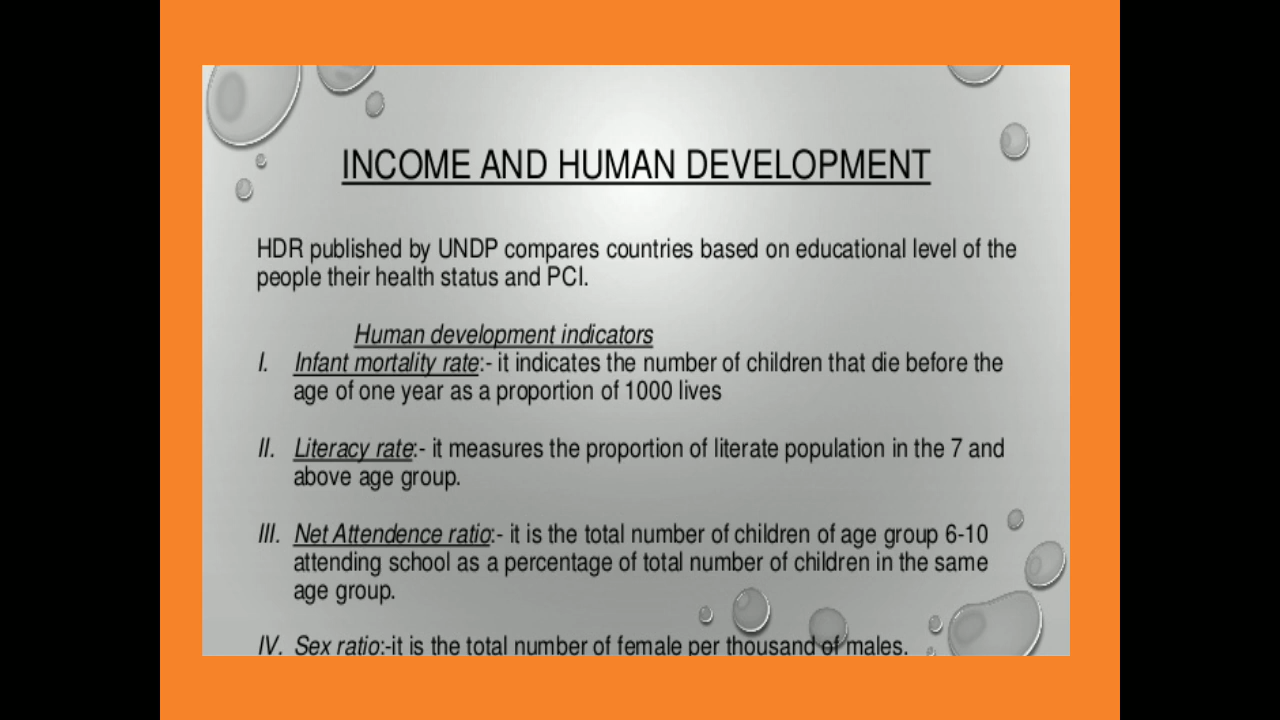 INCOME AND HUMAN DEVELOPMENT
HDR published by UNDP compares countries based on educational level of the
people their health status and PCI.
Human development indicators
I. Infant mortality rate:- it indicates the number of children that die before the
age of one year as a proportion of 1000 lives
II. Literacy rate:- it measures the proportion of literate population in the 7 and
above age group.
III. Net Attendence ratio:- it is the total number of children of age group 6-10
attending school as a percentage of total number of children in the same
age group.
IV. Sex ratio:-it is the total number of female per thousand of males.